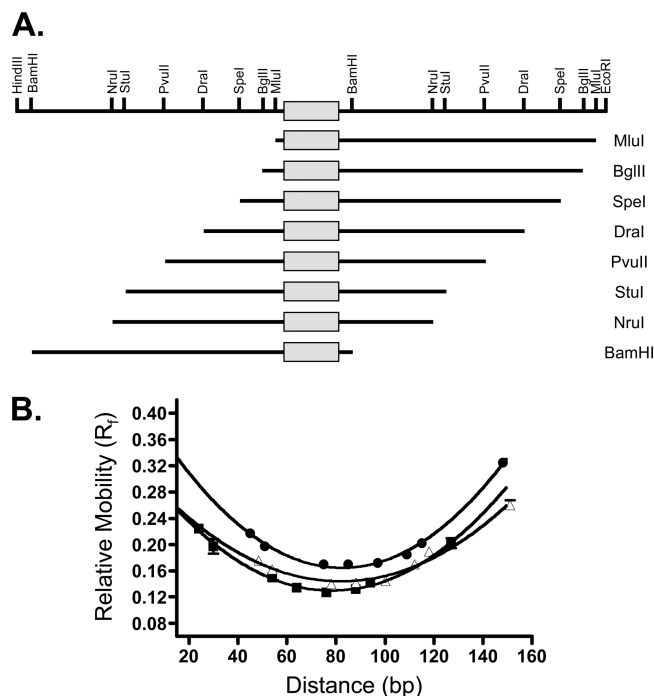 A.
HindIII BamHI NruI StuI PvuII DraI SpeI BglII MluI BamHI NruI StuI PvuII DraI SpeI BglII MluI EcoRI
MluI
BglII
SpeI
DraI
PvuII
StuI
NruI
BamHI
B.
Relative Mobility (Rf)
0.40
0.36
0.32
0.28
0.24
0.20
0.16
0.12
0.08
20 40 60 80 100 120 140 160
Distance (bp)